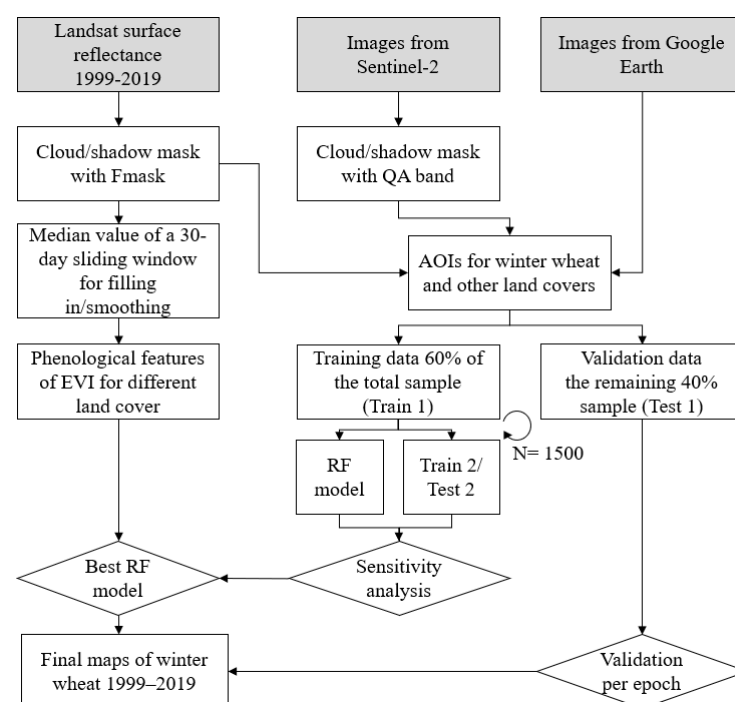 Landsat surface
reflectance
1999-2019
Images from
Sentinel-2
Images from Google
Earth
Cloud/shadow mask
with Fmask
Cloud/shadow mask
with QA band
Median value of a 30-
day sliding window
for filling
in/smoothing
AOIs for winter wheat
and other land covers
Phenological features
of EVI for different
land cover
Training data 60% of
the total sample
(Train 1)
Validation data
the remaining 40%
sample (Test 1)
RF
model
Train 2/
Test 2
N= 1500
Best RF
model
Sensitivity
analysis
Final maps of winter
wheat 1999–2019
Validation
per epoch